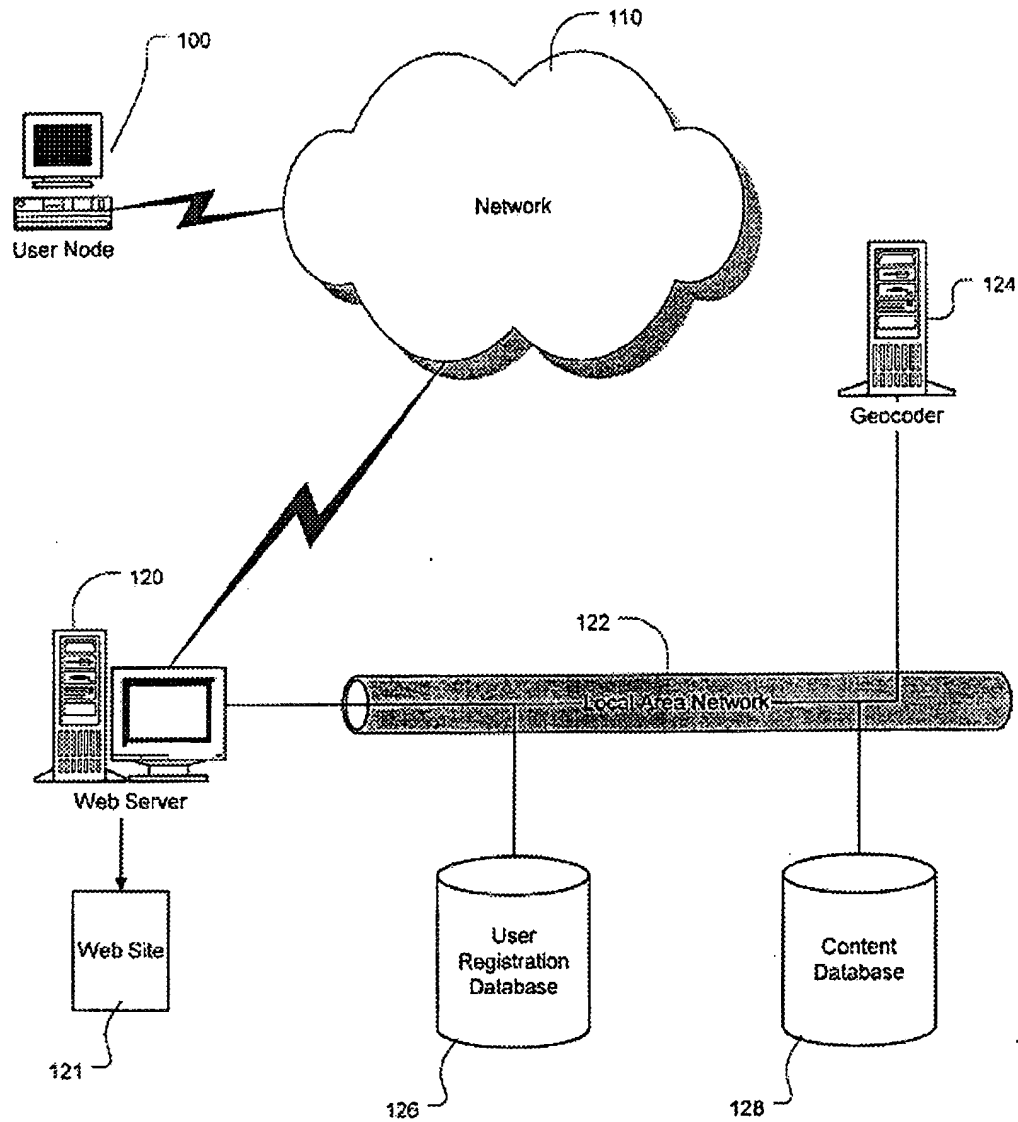 100
110
User Node
Network
124
Geocoder
120
122
Local Area Network
Web Server
Web Site
User
Registration
Database
Content
Database
121
126
128